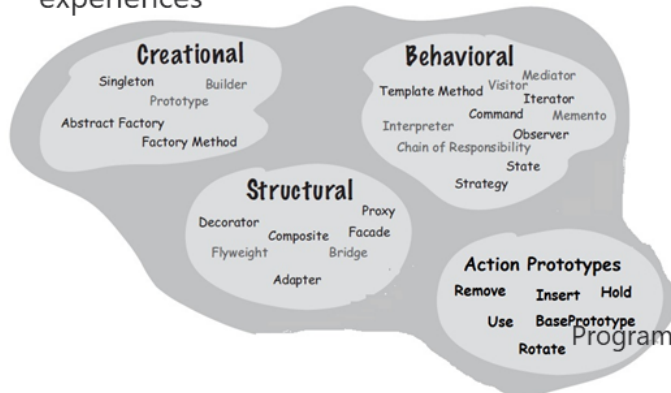 experiences
Creational
Singleton
Builder
Prototype
Abstract Factory
Factory Method
Behavioral
Mediator
Visitor
Template Method
Iterator
Command
Memento
Interpreter
Observer
Chain of Responsibility
State
Strategy
Structural
Proxy
Decorator
Composite
Facade
Flyweight
Bridge
Adapter
Action Prototypes
Remove
Insert
Hold
Use
BasePrototype
Rotate
Program